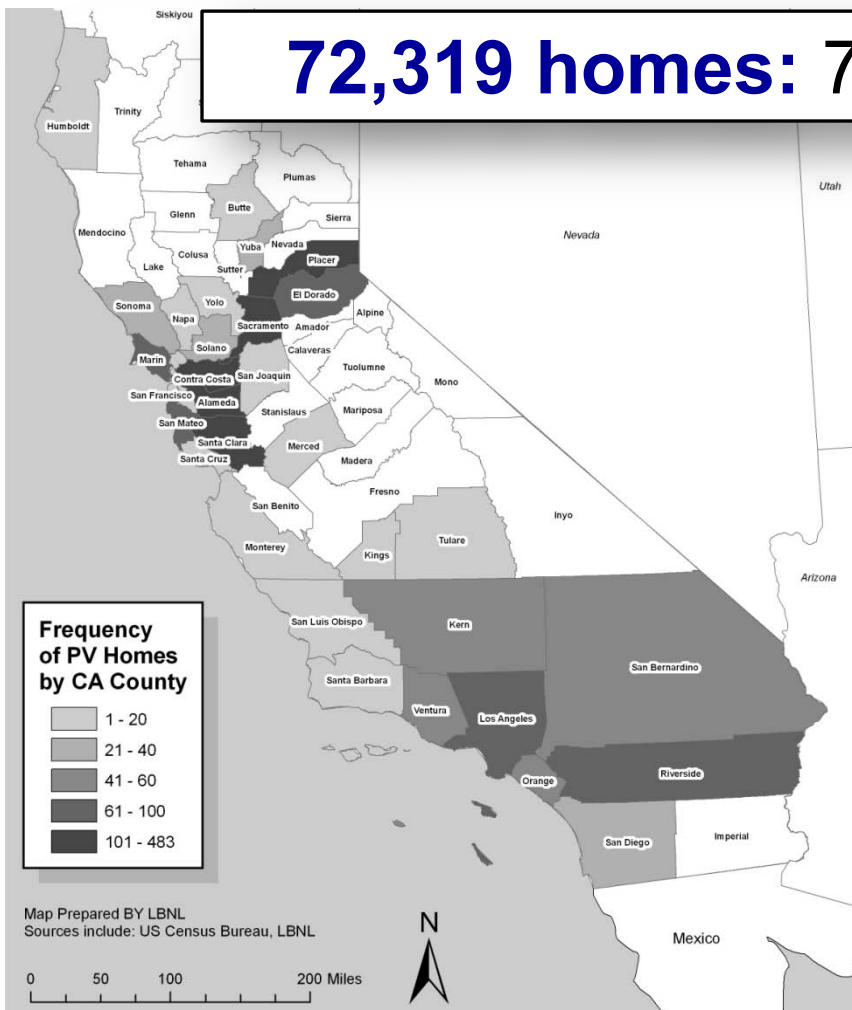 Siskiyou
72,319 homes: 7
Humboldt
Trinity
Tehama
Plumas
Utah
Butte
Glenn
Sierra
Nevada
Mendocino
Yuba
Nevada
Colusa
Lake
Sutter
Placer
El Dorado
Sonoma
Yolo
Napa
Alpine
Sacramento
Amador
Solano
Calaveras
Marin
Tuolumne
Contra Costa
San Joaquin
Mono
San Francisco
Alameda
Stanislaus
Mariposa
San Mateo
Santa Clara
Merced
Santa Cruz
Madera
Fresno
San Benito
Inyo
Monterey
Kings
Tulare
Arizona
San Luis Obispo
Kern
San Bernardino
Santa Barbara
Ventura
Los Angeles
Orange
Riverside
San Diego
Imperial
Mexico
Frequency
of PV Homes
by CA County
1 - 20
21 - 40
41 - 60
61 - 100
101 - 483
Map Prepared BY LBNL
Sources include: US Census Bureau, LBNL
N
0 50 100 200 Miles